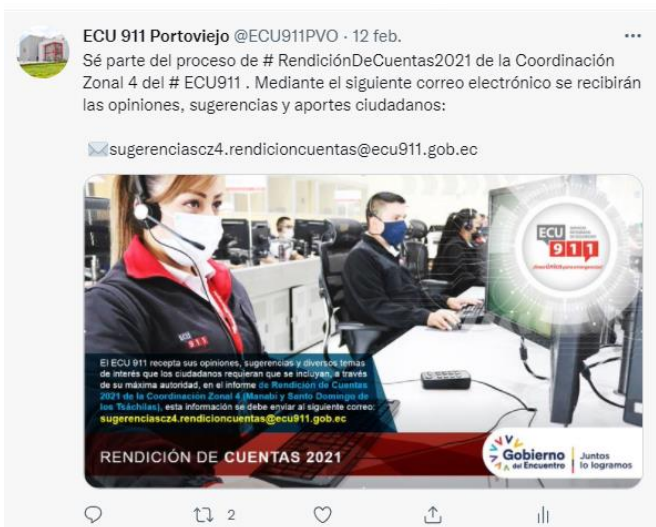 ECU 911 Portoviejo @ECU911PVO · 12 feb.
Sé parte del proceso de # RendiciónDeCuentas2021 de la Coordinación
Zonal 4 del # ECU911 . Mediante el siguiente correo electrónico se recibirán
las opiniones, sugerencias y aportes ciudadanos:
sugerenciascz4.rendicioncuentas@ecu911.gob.ec
ECU
911
ECU
911
El ECU 911 recepta sus opiniones, sugerencias y diversos temas
de interés que los ciudadanos requieran que se incluyan, a través
de su máxima autoridad, en el informe de Rendición de Cuentas
2021 de la Coordinación Zonal 4 (Manabí y Santo Domingo de
los Tsáchilas), esta información se debe enviar al siguiente correo:
sugerenciascz4.rendicioncuentas@ecu911.gob.ec
RENDICIÓN DE CUENTAS 2021
Gobierno
del Encuentro
Juntos
lo logramos
2